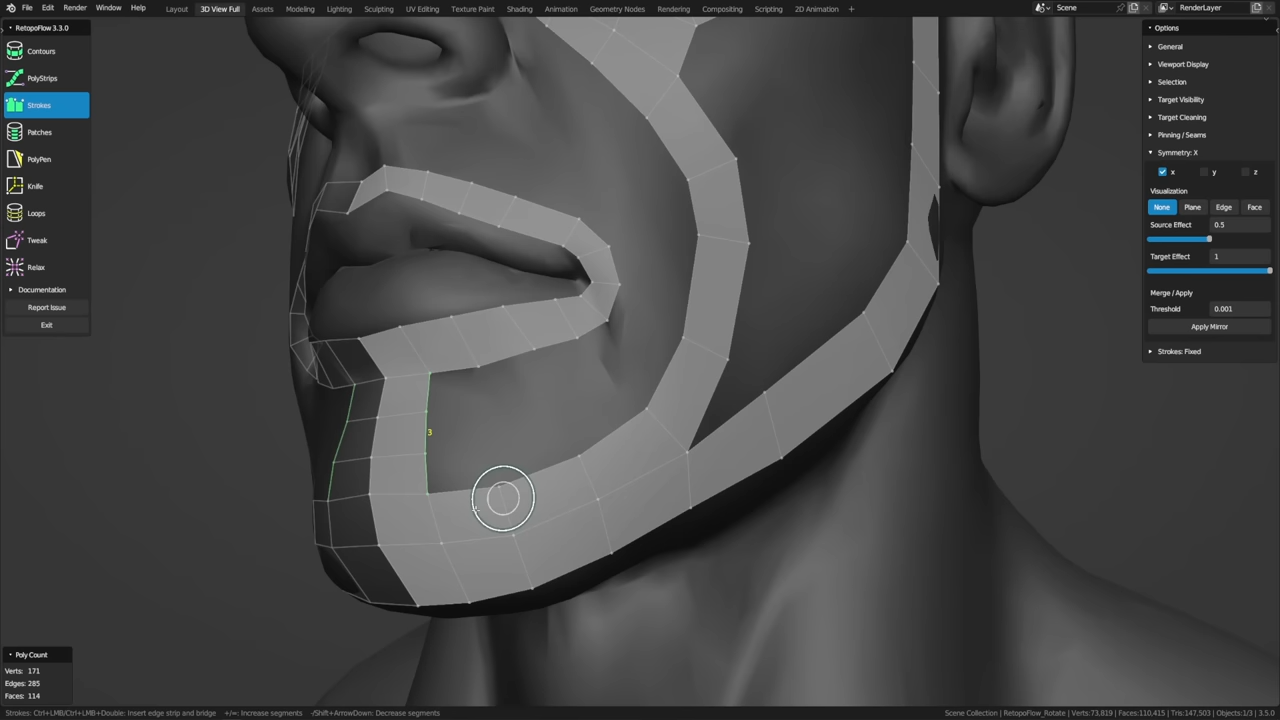 File Edit Render Window Help Layout 3D View Full Assets Modeling Lighting Sculpting UV Editing Texture Paint Shading Animation Geometry Nodes Rendering Compositing Scripting 2D Animation + Scene RenderLayer
RetopoFlow 3.3.0
Contours
PolyStrips
Strokes
Patches
PolyPen
Knife
Loops
Tweak
Relax
Documentation
Report Issue
Exit
Options
General
Viewport Display
Selection
Target Visibility
Target Cleaning
Pinning / Seams
Symmetry: X
x y z
Visualization
None Plane Edge Face
Source Effect 0.5
Target Effect 1
Merge / Apply
Threshold 0.001
Apply Mirror
Strokes: Fixed
3
Poly Count
Verts: 171
Edges: 285
Faces: 114
Strokes: Ctrl+LMB/Ctrl+LMB+Double: Insert edge strip and bridge +/=: Increase segments -/Shift+ArrowDown: Decrease segments Scene Collection | RetopoFlow_Rotate | Verts:73,819 | Faces:110,415 | Tris:147,503 | Objects:1/3 | 3.5.0